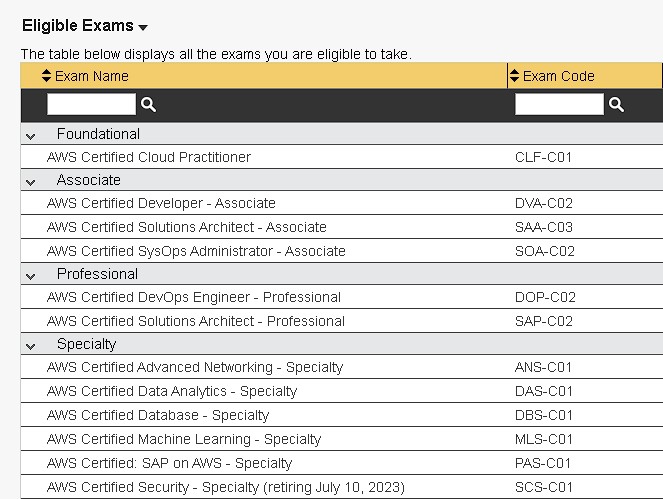 Eligible Exams
The table below displays all the exams you are eligible to take.
Exam Name Exam Code
Foundational
AWS Certified Cloud Practitioner CLF-C01
Associate
AWS Certified Developer - Associate DVA-C02
AWS Certified Solutions Architect - Associate SAA-C03
AWS Certified SysOps Administrator - Associate SOA-C02
Professional
AWS Certified DevOps Engineer - Professional DOP-C02
AWS Certified Solutions Architect - Professional SAP-C02
Specialty
AWS Certified Advanced Networking - Specialty ANS-C01
AWS Certified Data Analytics - Specialty DAS-C01
AWS Certified Database - Specialty DBS-C01
AWS Certified Machine Learning - Specialty MLS-C01
AWS Certified: SAP on AWS - Specialty PAS-C01
AWS Certified Security - Specialty (retiring July 10, 2023) SCS-C01